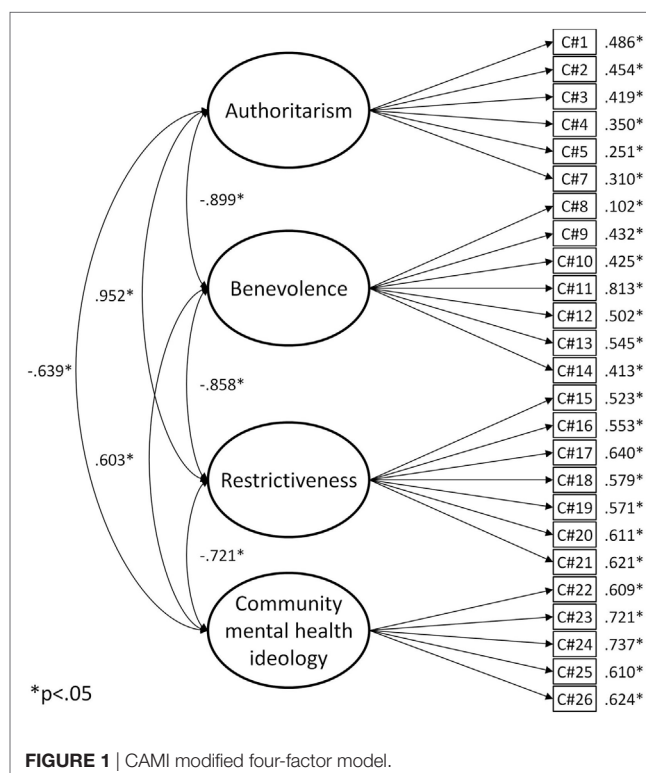 C#1 .486*
C#2 .454*
C#3 .419*
C#4 .350*
C#5 .251*
C#7 .310*
C#8 .102*
C#9 .432*
C#10 .425*
C#11 .813*
C#12 .502*
C#13 .545*
C#14 .413*
C#15 .523*
C#16 .553*
C#17 .640*
C#18 .579*
C#19 .571*
C#20 .611*
C#21 .621*
C#22 .609*
C#23 .721*
C#24 .737*
C#25 .610*
C#26 .624*
Authoritarism
-.899*
Benevolence
.952*
-.639*
-.858*
.603*
Restrictiveness
-.721*
Community
mental health
ideology
*p<.05
FIGURE 1 | CAMI modified four-factor model.